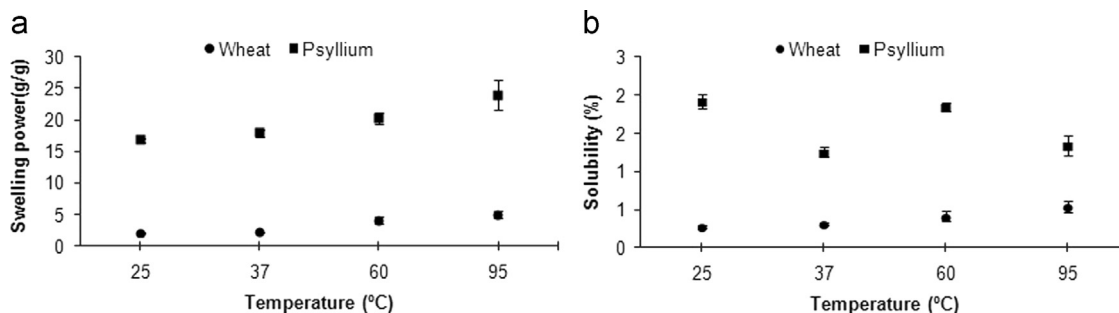 a
Wheat Psyllium
Swelling power(g/g)
30
25
20
15
10
5
0
25 37 60 95
Temperature (ºC)
b
Wheat Psyllium
Solubility (%)
3
2
2
1
1
0
25 37 60 95
Temperature (ºC)